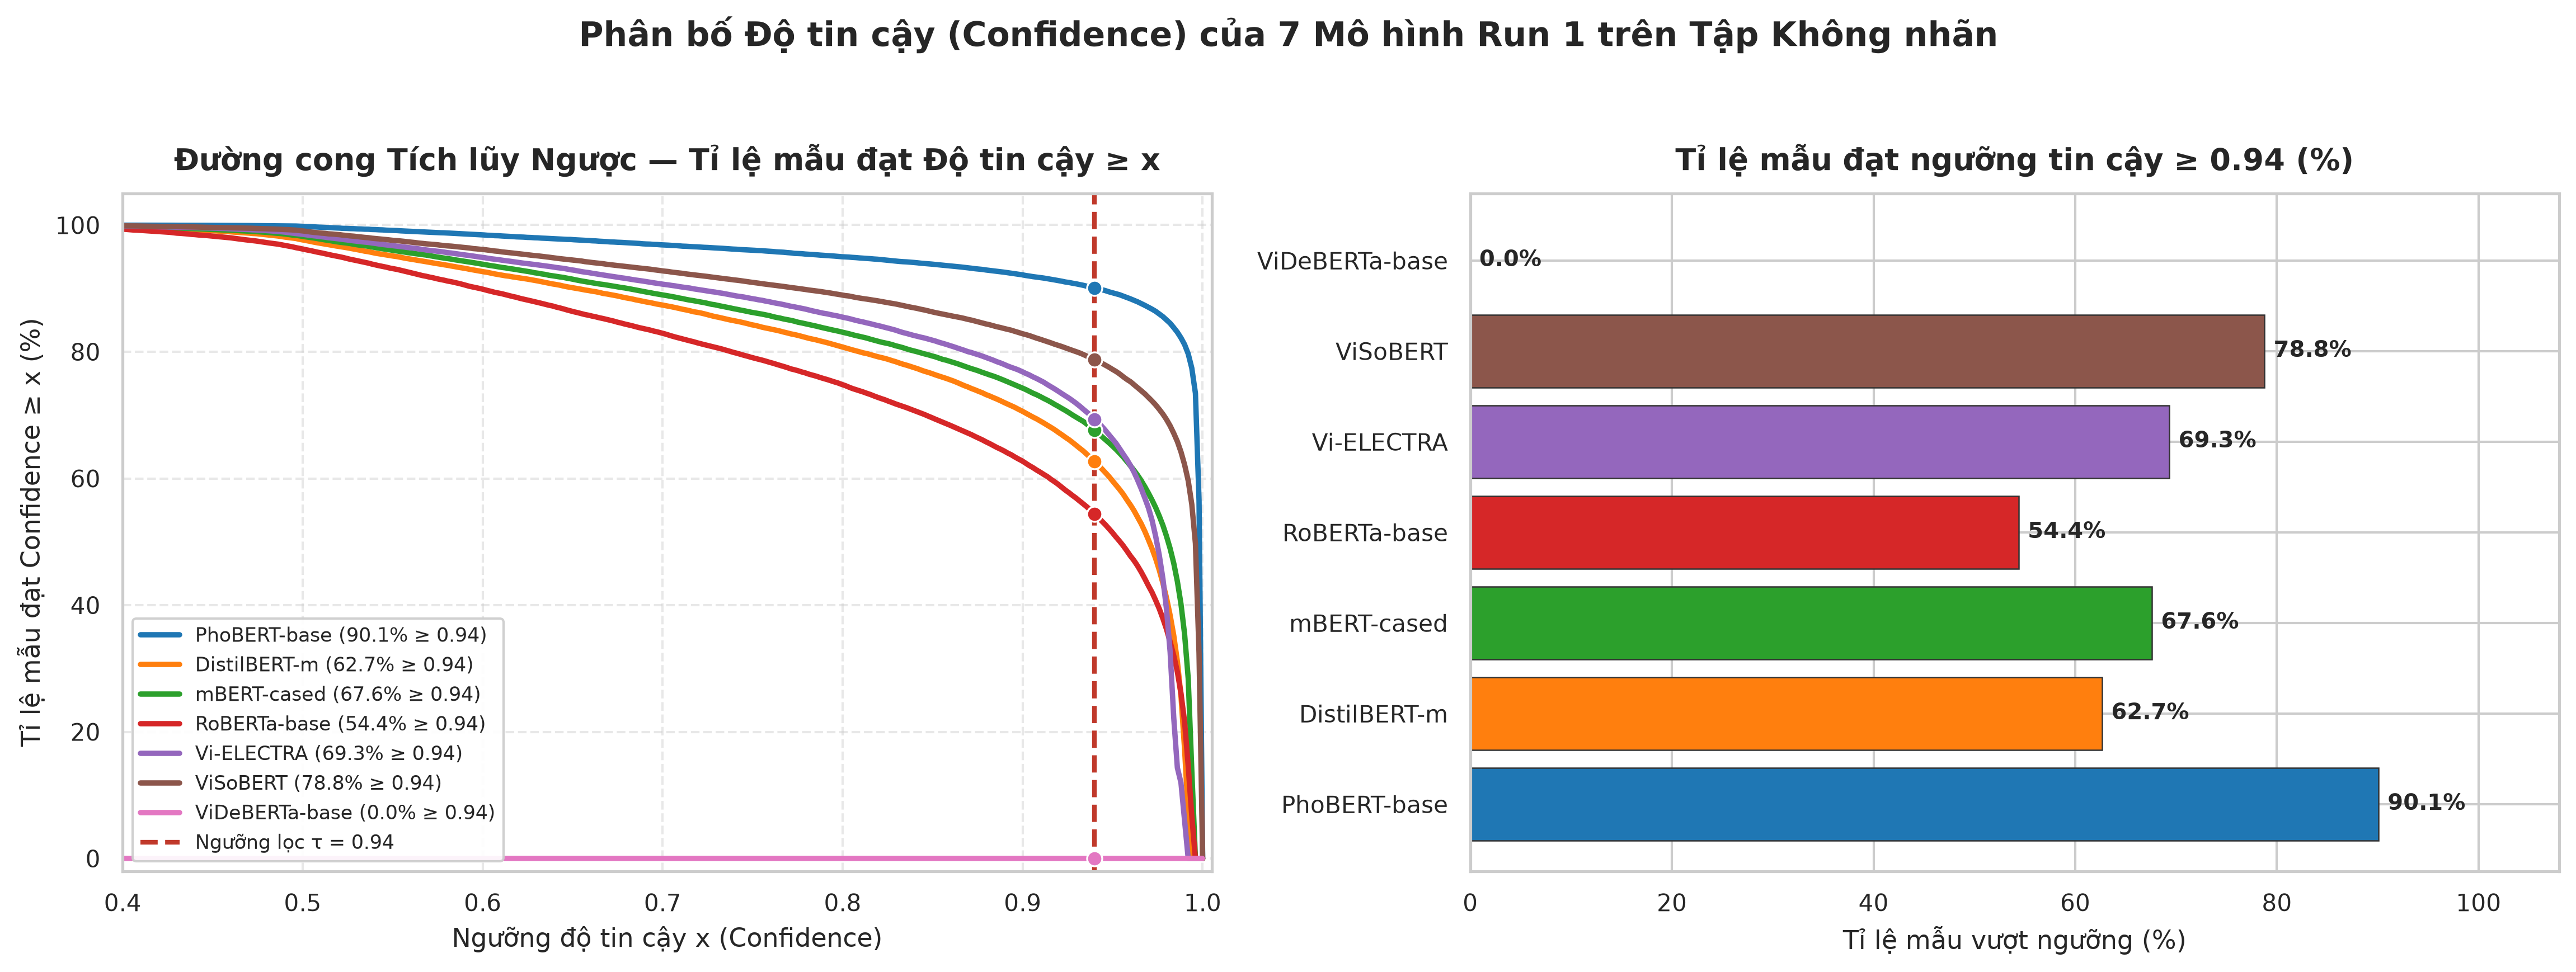 Phân bố Độ tin cậy (Confidence) của 7 Mô hình Run 1 trên Tập Không nhãn
Đường cong Tích lũy Ngược — Tỉ lệ mẫu đạt Độ tin cậy ≥ x
Tỉ lệ mẫu đạt Confidence ≥ x (%)
100
80
60
40
20
0
PhoBERT-base (90.1% ≥ 0.94)
DistilBERT-m (62.7% ≥ 0.94)
mBERT-cased (67.6% ≥ 0.94)
RoBERTa-base (54.4% ≥ 0.94)
Vi-ELECTRA (69.3% ≥ 0.94)
ViSoBERT (78.8% ≥ 0.94)
ViDeBERTa-base (0.0% ≥ 0.94)
Ngưỡng lọc τ = 0.94
0.4 0.5 0.6 0.7 0.8 0.9 1.0
Ngưỡng độ tin cậy x (Confidence)
Tỉ lệ mẫu đạt ngưỡng tin cậy ≥ 0.94 (%)
ViDeBERTa-base 0.0%
ViSoBERT 78.8%
Vi-ELECTRA 69.3%
RoBERTa-base 54.4%
mBERT-cased 67.6%
DistilBERT-m 62.7%
PhoBERT-base 90.1%
0 20 40 60 80 100
Tỉ lệ mẫu vượt ngưỡng (%)